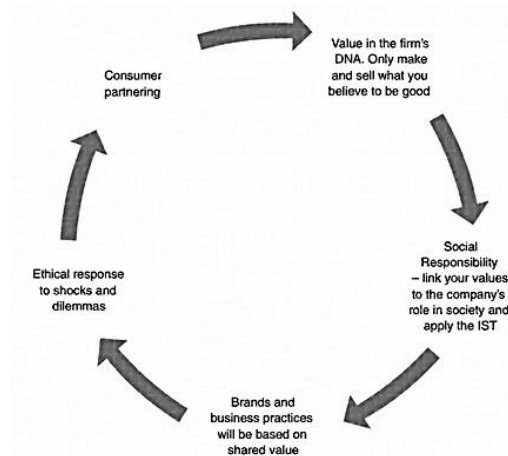 Consumer
partnering
Value in the firm's
DNA. Only make
and sell what you
believe to be good
Social
Responsibility
– link your values
to the company's
role in society and
apply the IST
Brands and
business practices
will be based on
shared value
Ethical response
to shocks and
dilemmas